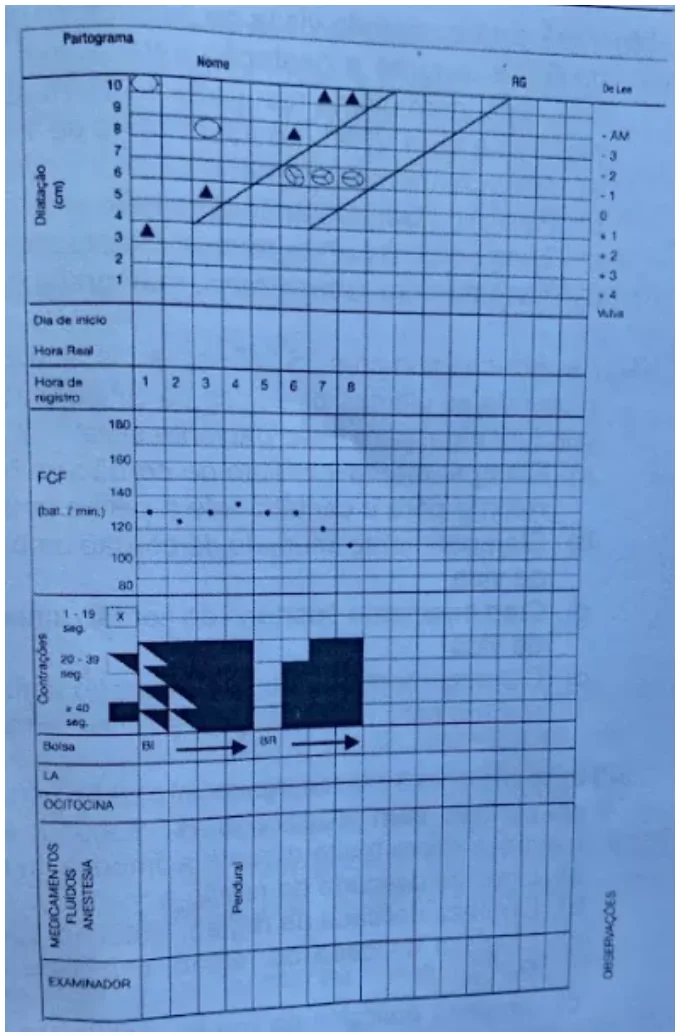 Partograma
Nome
RG
De Lee
Dilatação
(cm)
10
9
8
7
6
5
4
3
2
1
- AM
- 3
- 2
- 1
0
+ 1
+ 2
+ 3
+ 4
Vulva
Dia de início
Hora Real
Hora de
registro
1 2 3 4 5 6 7 8
FCF
(bat. / min.)
180
160
140
120
100
80
Contrações
1 - 19
seg.
X
20 - 39
seg.
≥ 40
seg.
Bolsa
BI
BR
LA
OCITOCINA
MEDICAMENTOS
FLUÍDOS
ANESTESIA
Peridural
EXAMINADOR
OBSERVAÇÕES